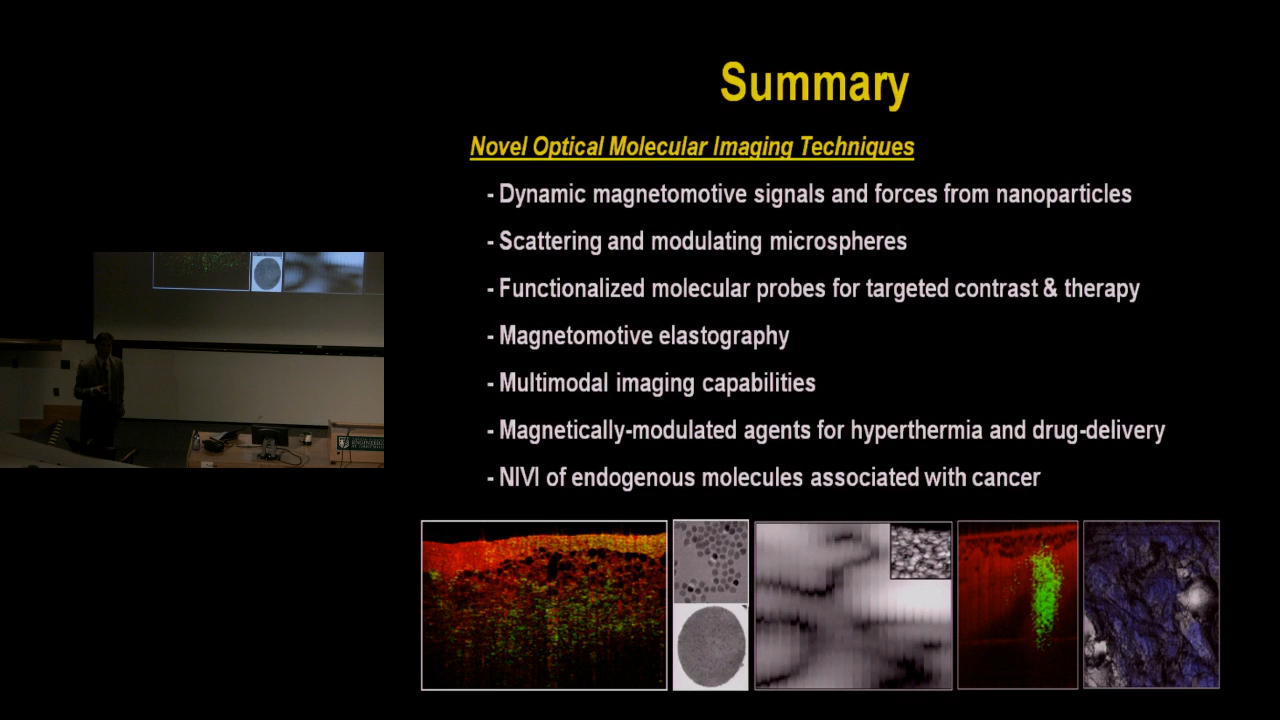 Summary
Novel Optical Molecular Imaging Techniques
- Dynamic magnetomotive signals and forces from nanoparticles
- Scattering and modulating microspheres
- Functionalized molecular probes for targeted contrast & therapy
- Magnetomotive elastography
- Multimodal imaging capabilities
- Magnetically-modulated agents for hyperthermia and drug-delivery
- NIVI of endogenous molecules associated with cancer